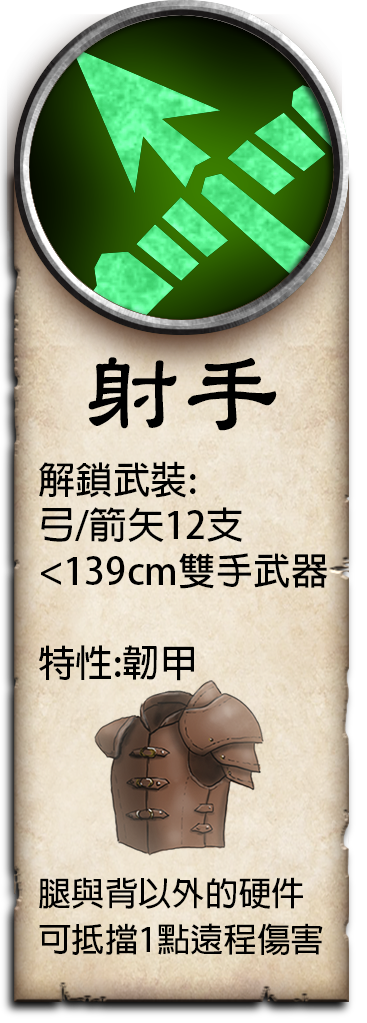 射手
解鎖武裝:
弓/箭矢12支
<139cm雙手武器
特性:韌甲
腿與背以外的硬件
可抵擋1點遠程傷害